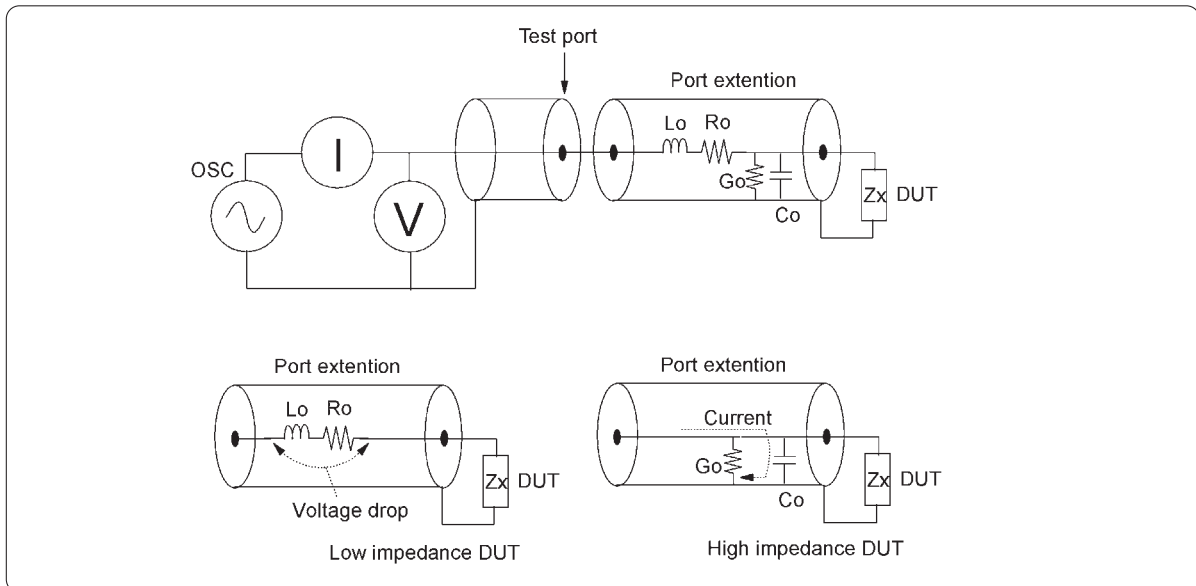 Test port
Port extention
Lo Ro
OSC
I
V
Go
Co
Zx DUT
Port extention
Lo Ro
Zx DUT
Voltage drop
Low impedance DUT
Port extention
Current
Go
Co
Zx DUT
High impedance DUT